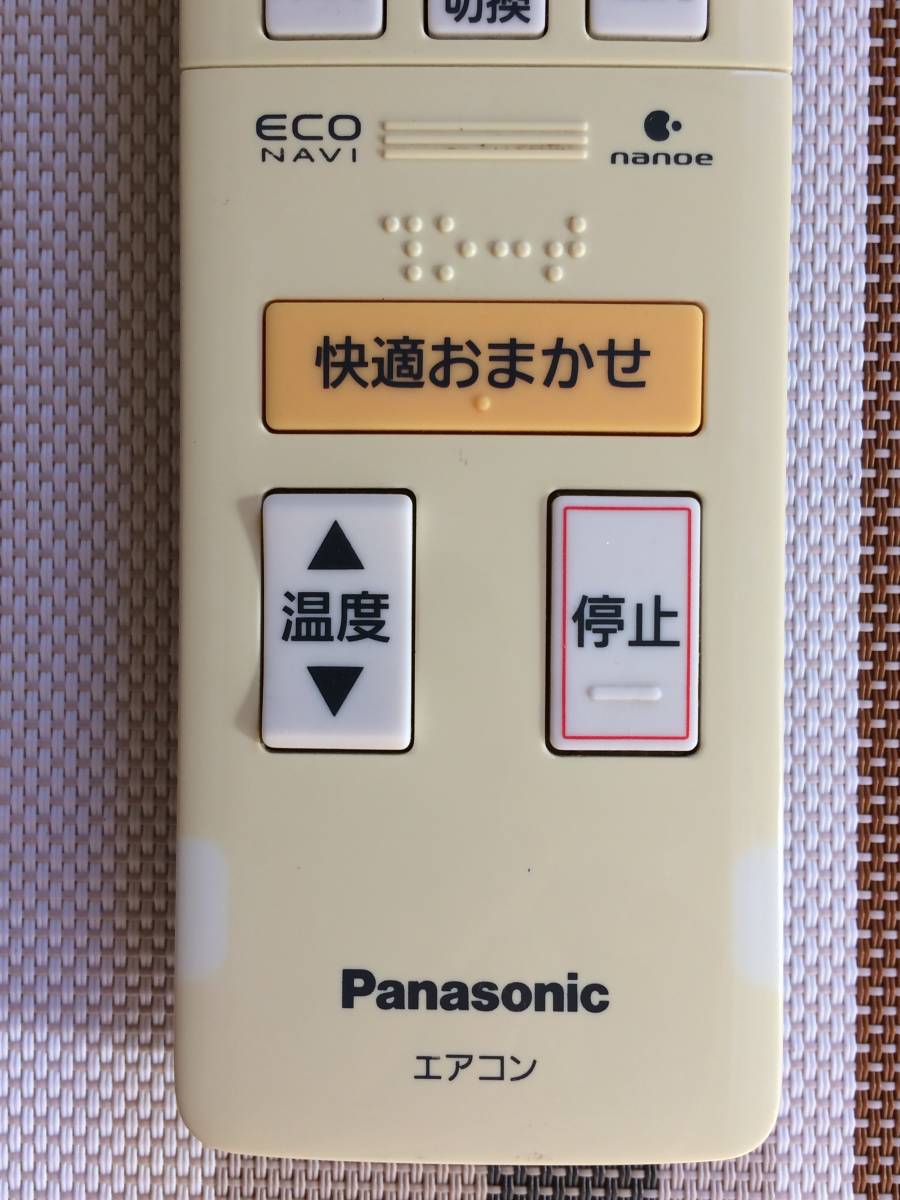 切換
ECO
NAVI
nanoe
快適おまかせ
温度
停止
Panasonic
エアコン